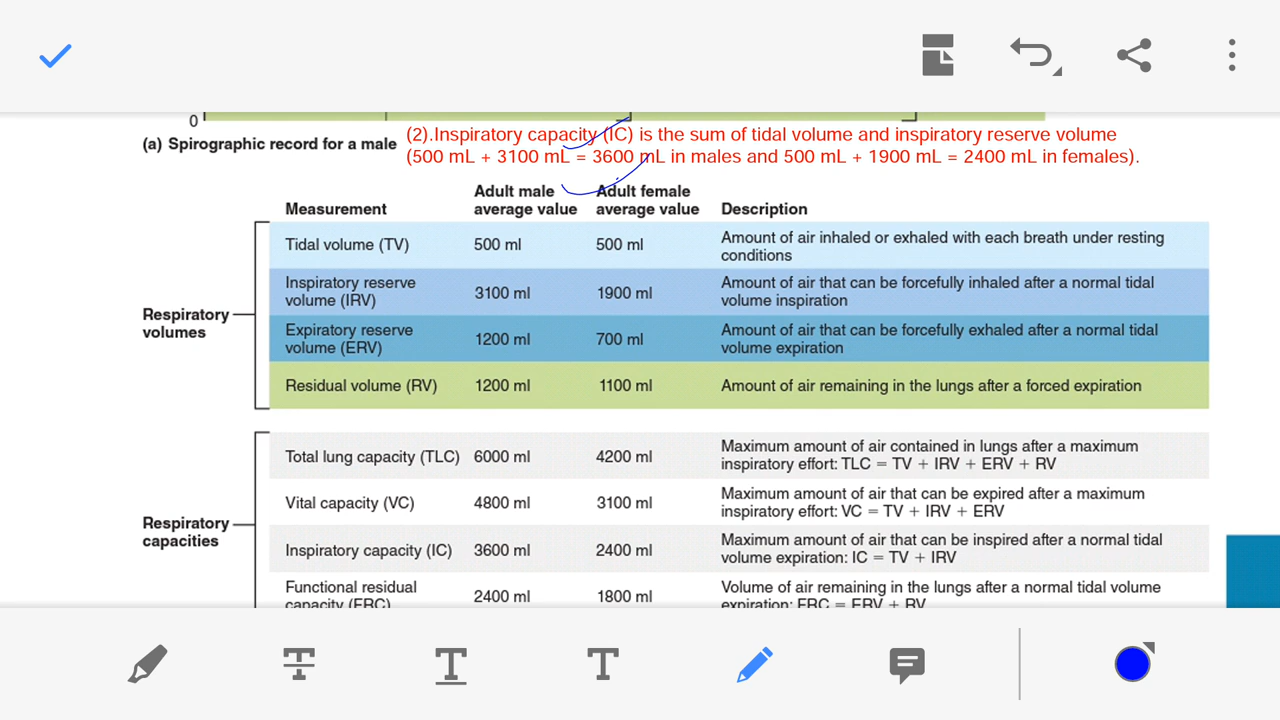 0
(a) Spirographic record for a male
(2).Inspiratory capacity (IC) is the sum of tidal volume and inspiratory reserve volume
(500 mL + 3100 mL = 3600 mL in males and 500 mL + 1900 mL = 2400 mL in females).
Measurement
Adult male
average value
Adult female
average value
Description
Respiratory
volumes
Tidal volume (TV)
500 ml
500 ml
Amount of air inhaled or exhaled with each breath under resting
conditions
Inspiratory reserve
volume (IRV)
3100 ml
1900 ml
Amount of air that can be forcefully inhaled after a normal tidal
volume inspiration
Expiratory reserve
volume (ERV)
1200 ml
700 ml
Amount of air that can be forcefully exhaled after a normal tidal
volume expiration
Residual volume (RV)
1200 ml
1100 ml
Amount of air remaining in the lungs after a forced expiration
Respiratory
capacities
Total lung capacity (TLC)
6000 ml
4200 ml
Maximum amount of air contained in lungs after a maximum
inspiratory effort: TLC = TV + IRV + ERV + RV
Vital capacity (VC)
4800 ml
3100 ml
Maximum amount of air that can be expired after a maximum
inspiratory effort: VC = TV + IRV + ERV
Inspiratory capacity (IC)
3600 ml
2400 ml
Maximum amount of air that can be inspired after a normal tidal
volume expiration: IC = TV + IRV
Functional residual
capacity (FRC)
2400 ml
1800 ml
Volume of air remaining in the lungs after a normal tidal volume
expiration: FRC = ERV + RV
T
T
T